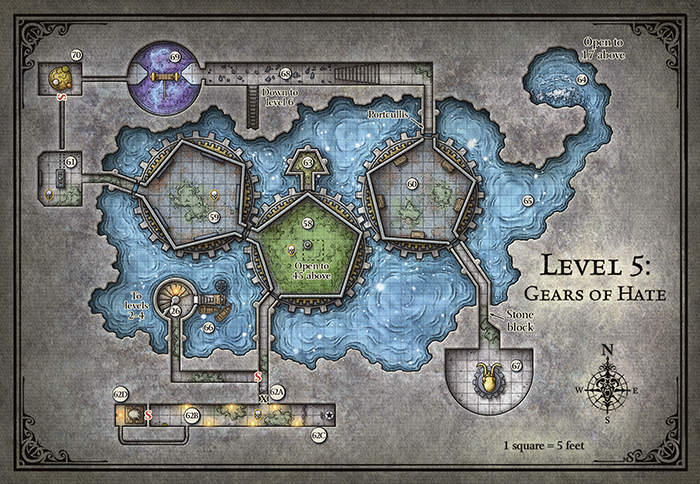 70
69
Open to
17 above
68
64
S
Down to
level 6
Portcullis
61
63
60
65
59
58
Open to
45 above
Level 5:
Gears of Hate
To
levels
2-4
26
66
Stone
block
N
W
E
S
67
S
62A
X
62D
S
62B
62C
1 square = 5 feet